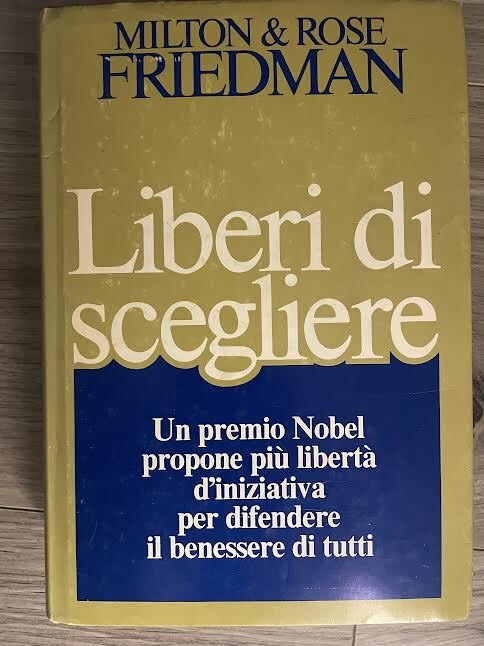 MILTON & ROSE
FRIEDMAN
Liberi di
scegliere
Un premio Nobel
propone più libertà
d'iniziativa
per difendere
il benessere di tutti